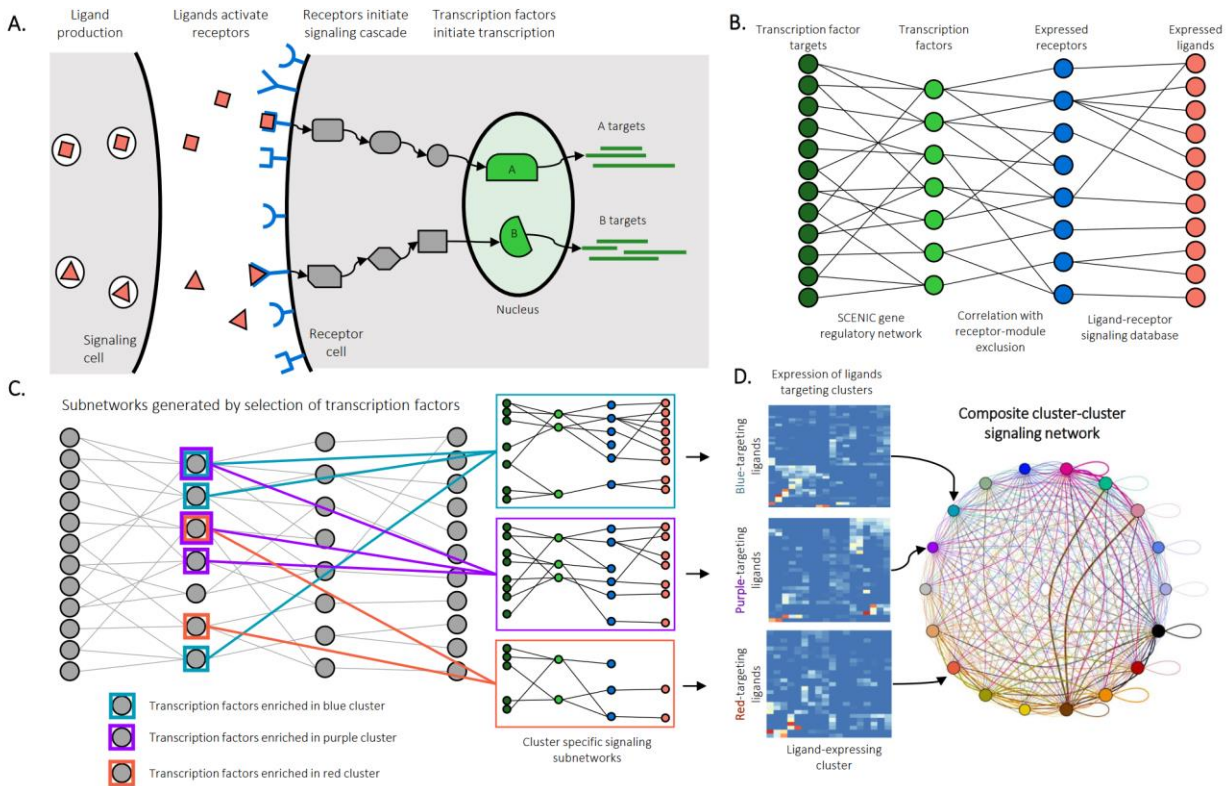 A.
Ligand
production
Ligands activate
receptors
Receptors initiate
signaling cascade
Transcription factors
initiate transcription
A targets
A
B targets
B
Nucleus
Signaling
cell
Receptor
cell
B.
Transcription factor
targets
Transcription
factors
Expressed
receptors
Expressed
ligands
SCENIC gene
regulatory network
Correlation with
receptor-module
exclusion
Ligand-receptor
signaling database
C.
Subnetworks generated by selection of transcription factors
Transcription factors enriched in blue cluster
Transcription factors enriched in purple cluster
Transcription factors enriched in red cluster
Cluster specific signaling
subnetworks
D.
Expression of ligands
targeting clusters
Blue-targeting
ligands
Purple-targeting
ligands
Red-targeting
ligands
Ligand-expressing
cluster
Composite cluster-cluster
signaling network